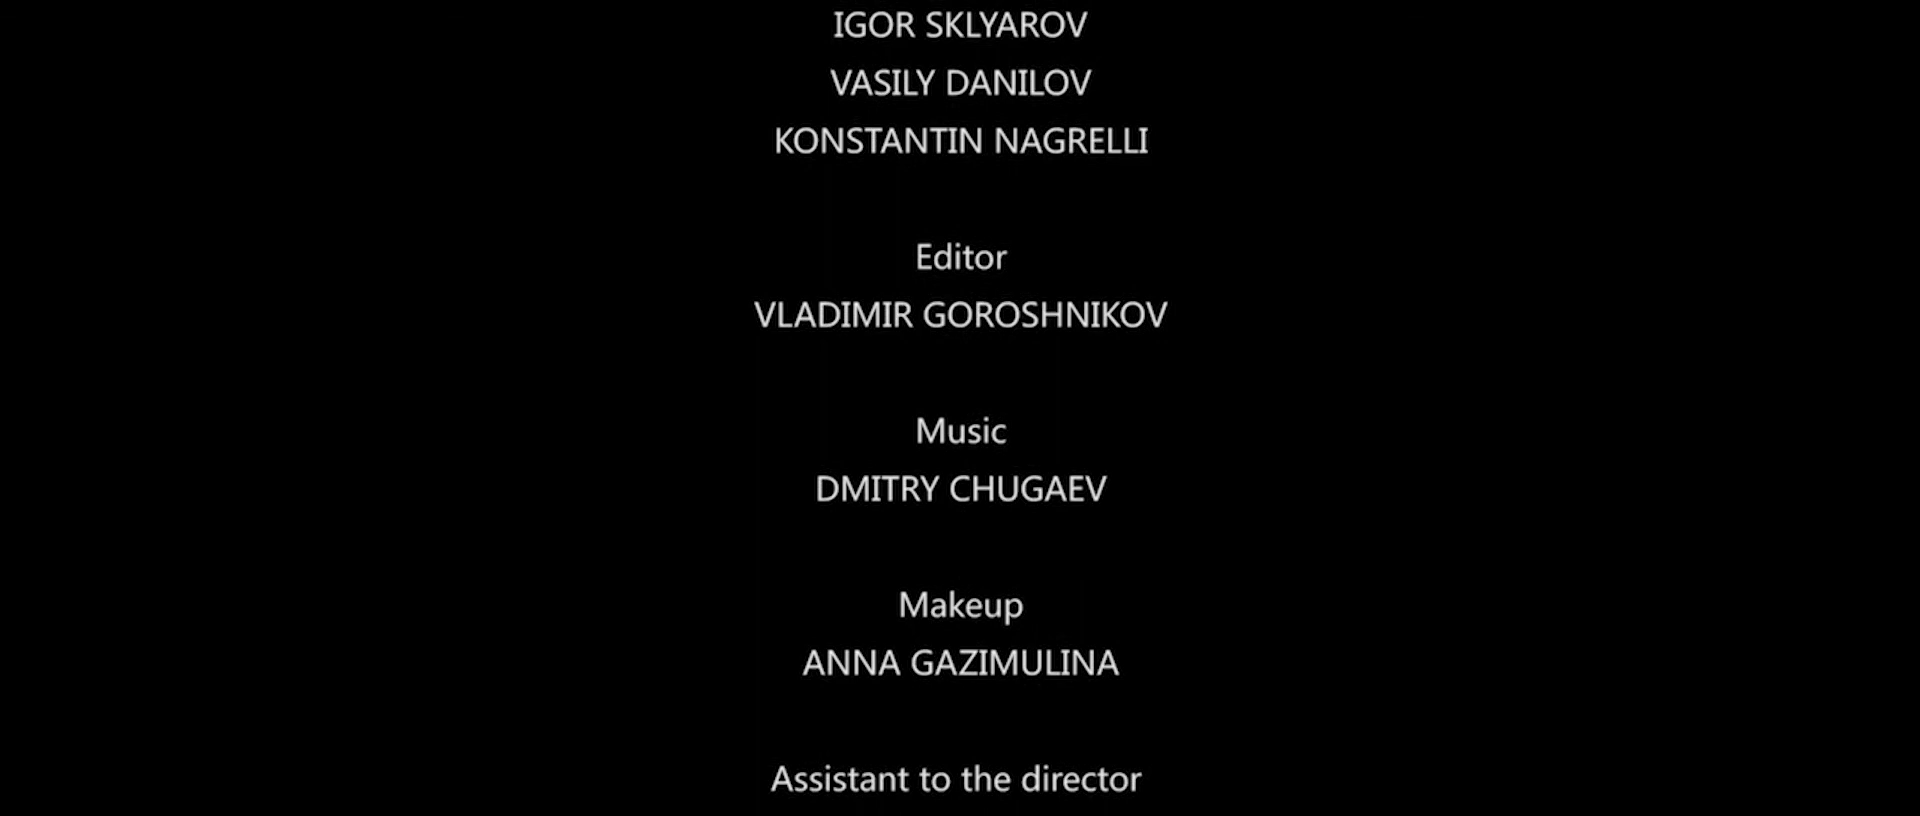 IGOR SKLYAROV
VASILY DANILOV
KONSTANTIN NAGRELLI
Editor
VLADIMIR GOROSHNIKOV
Music
DMITRY CHUGAEV
Makeup
ANNA GAZIMULINA
Assistant to the director